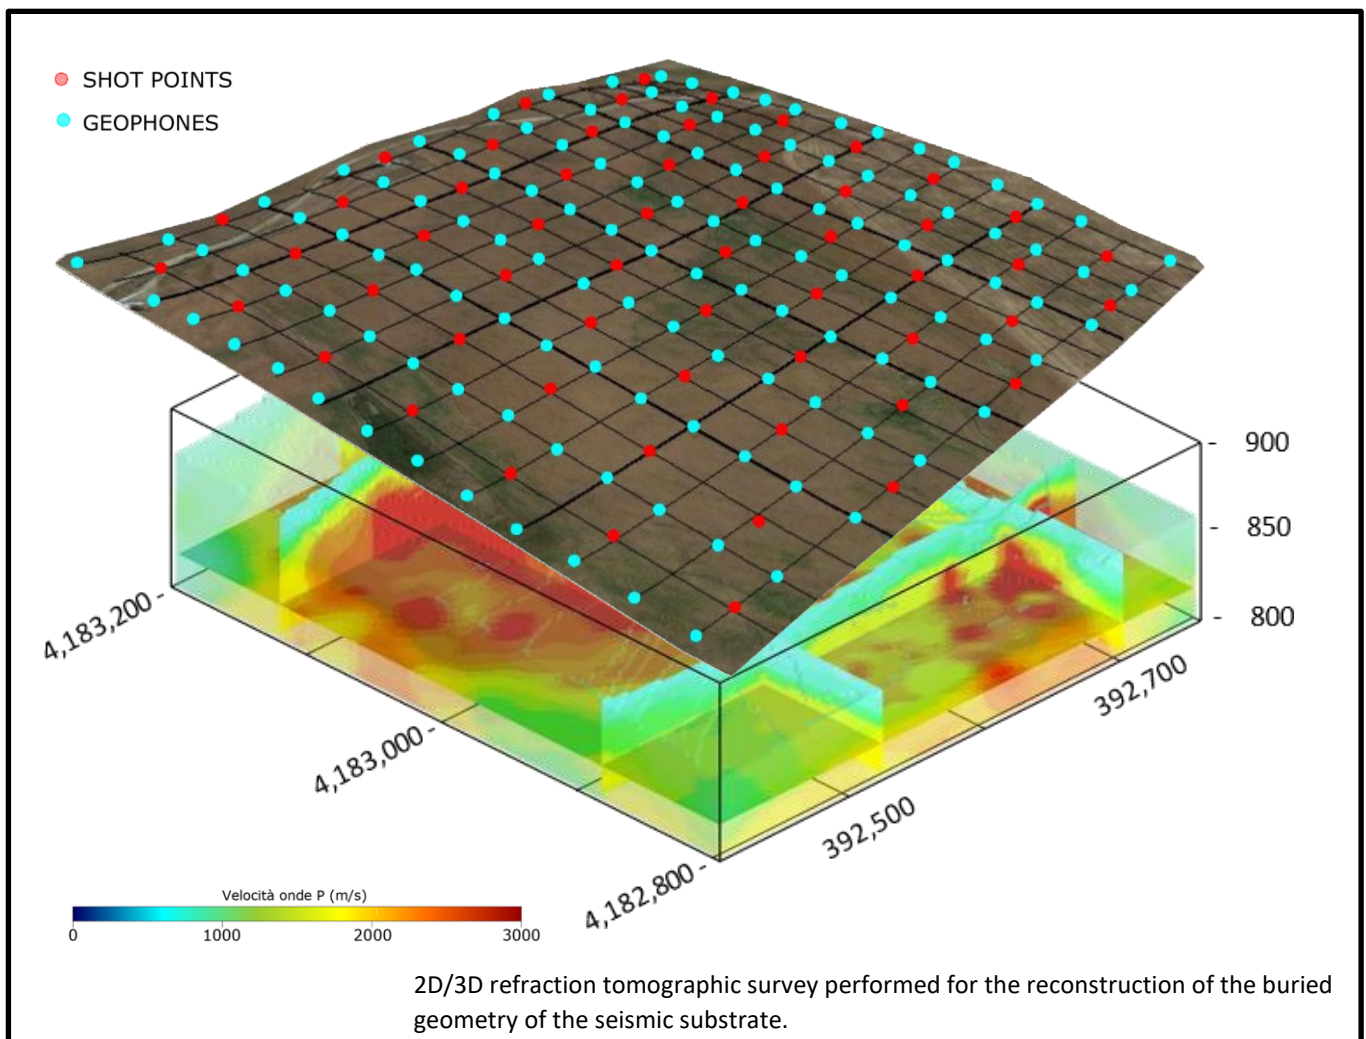 SHOT POINTS
GEOPHONES
- 900
- 850
- 800
4,183,200 -
4,183,000 -
4,182,800 -
392,700
392,500
Velocità onde P (m/s)
0 1000 2000 3000
2D/3D refraction tomographic survey performed for the reconstruction of the buried
geometry of the seismic substrate.